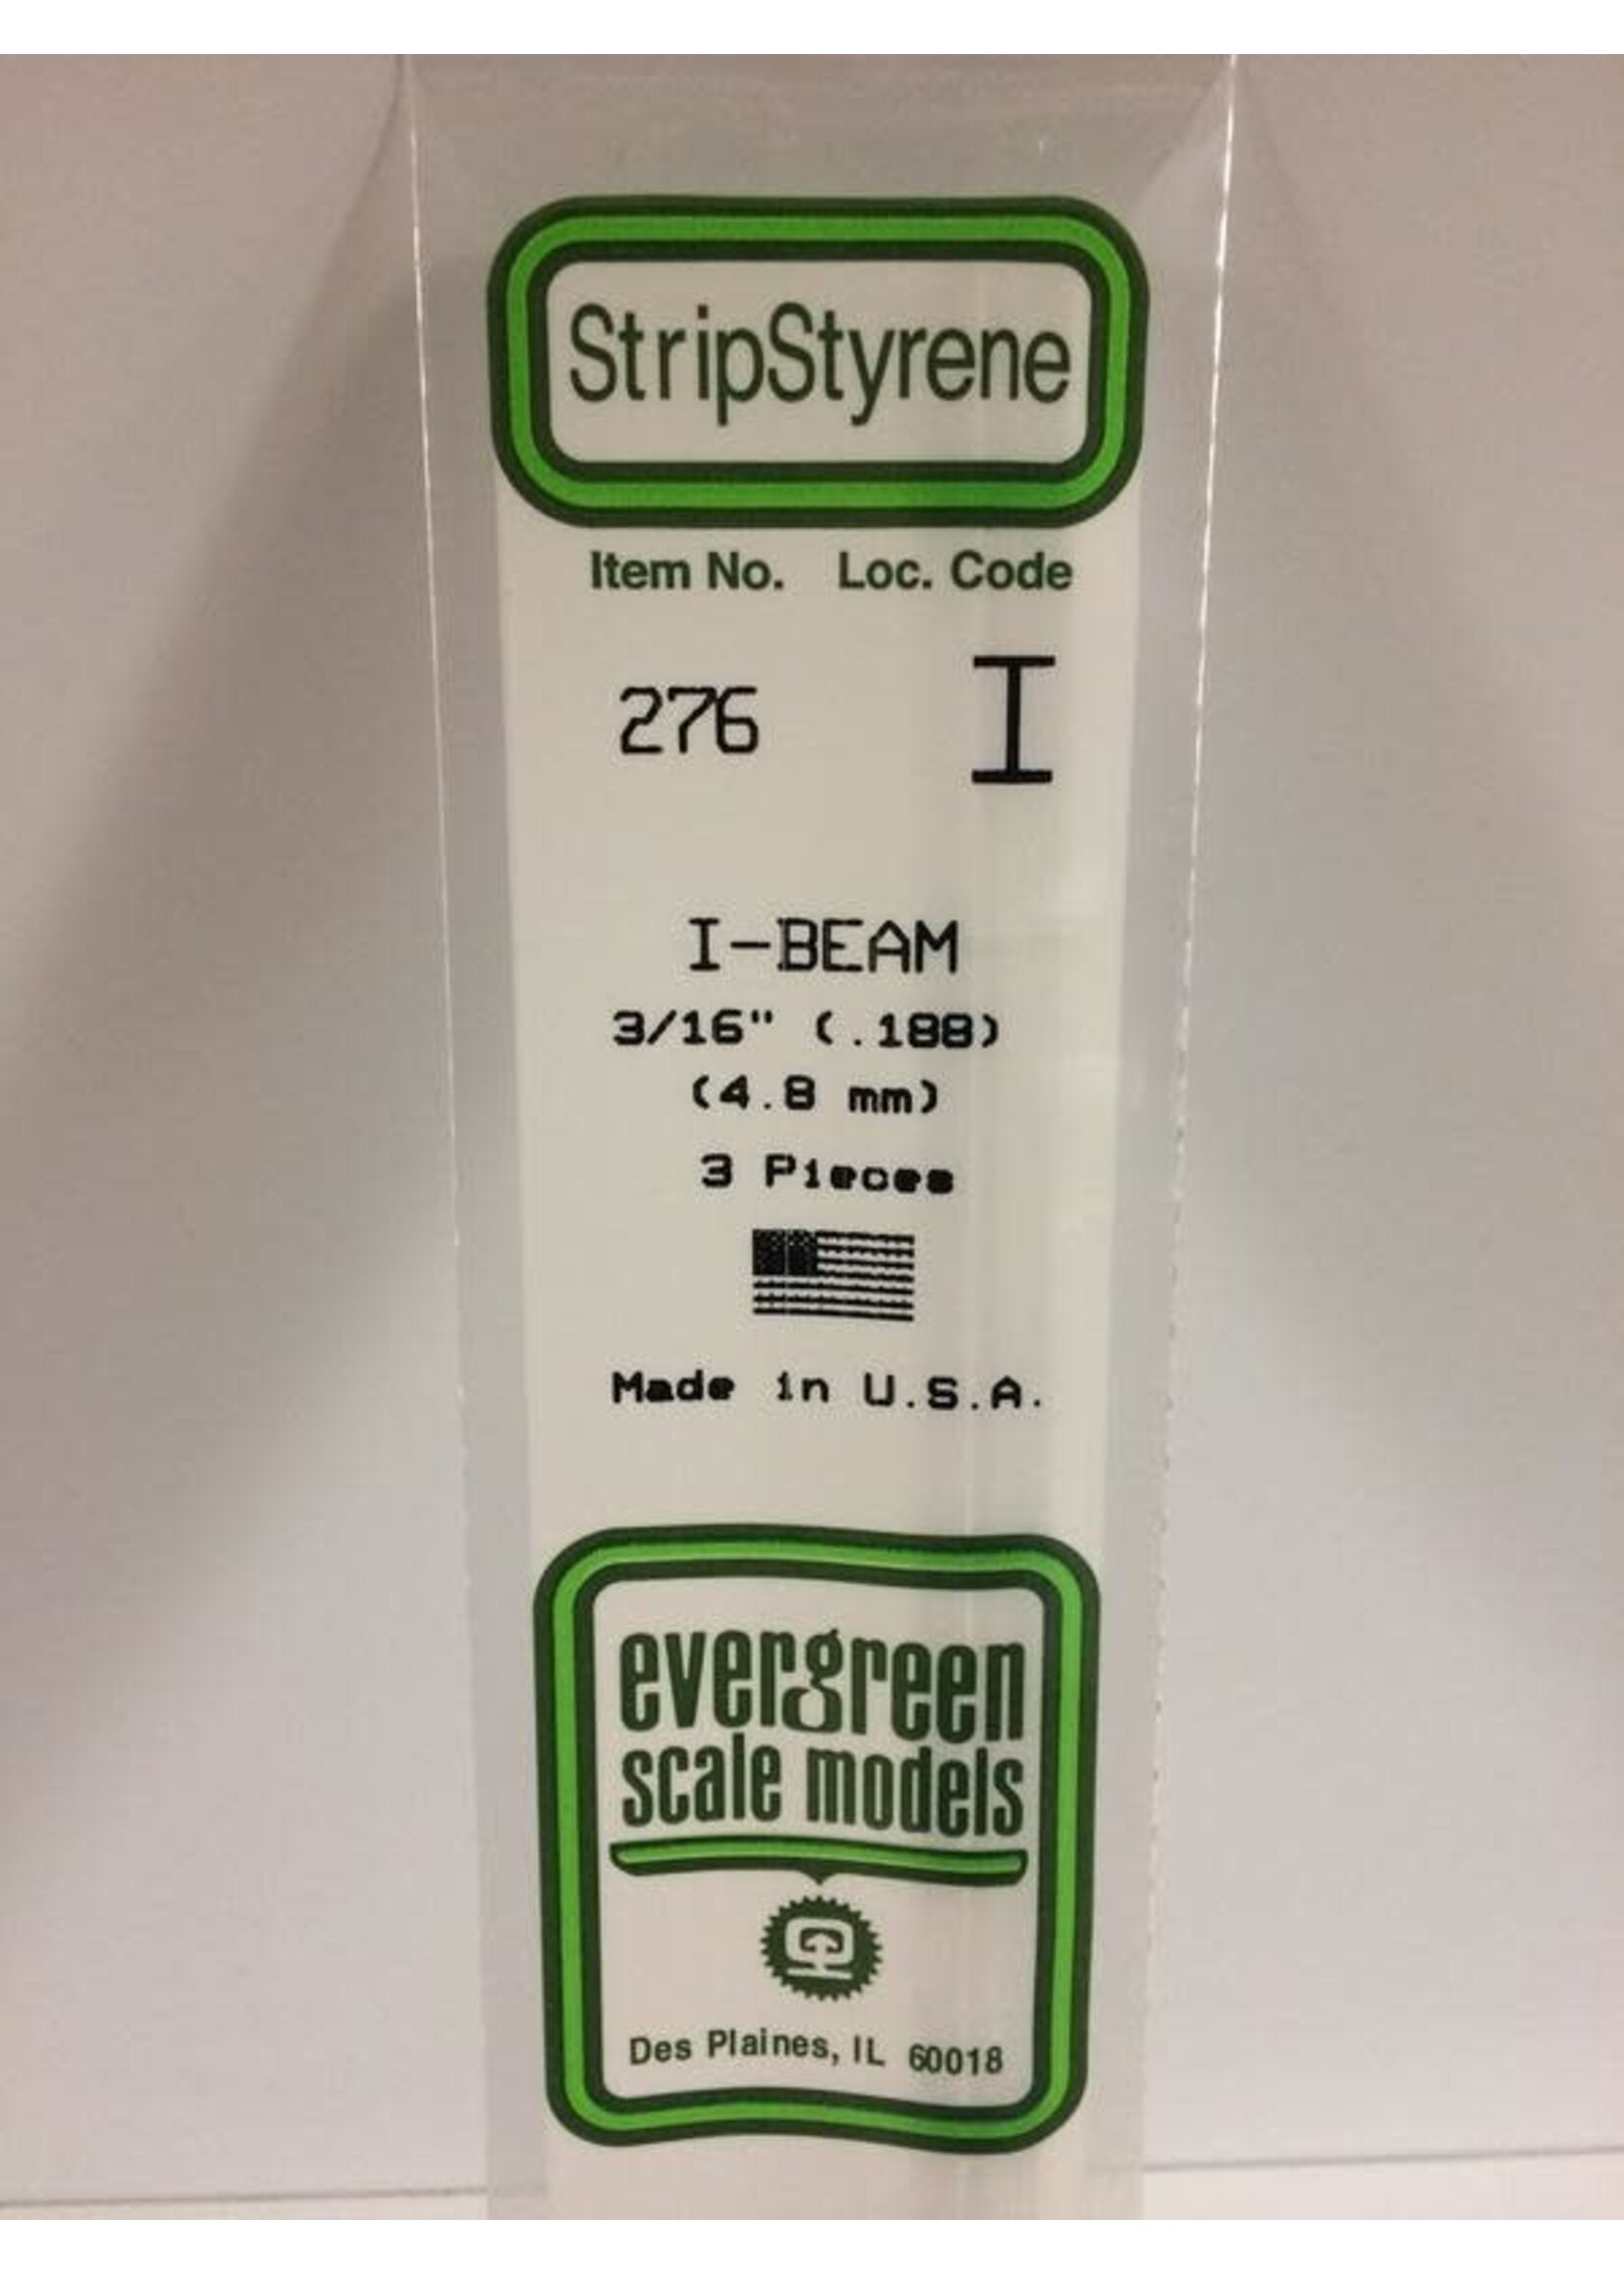 StripStyrene
Item No. Loc. Code
276 I
I-BEAM
3/16" (.188)
(4.8 mm)
3 Pieces
Made in U.S.A.
evergreen
scale models
Des Plaines, IL 60018